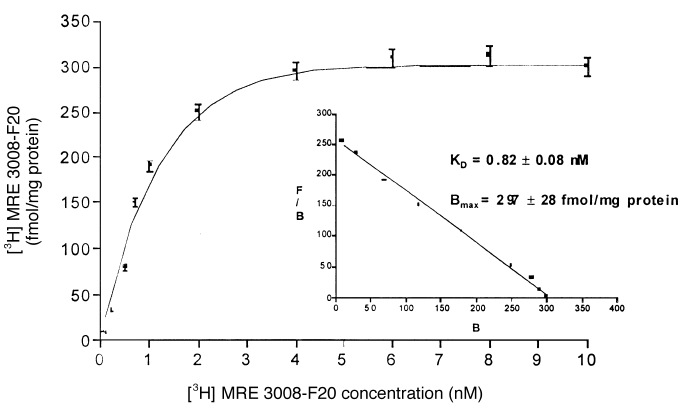 350
300
250
200
150
100
50
0
[³H] MRE 3008-F20
(fmol/mg protein)
0 1 2 3 4 5 6 7 8 9 10
[³H] MRE 3008-F20 concentration (nM)
300
250
200
150
100
50
0
F
/
B
K_D = 0.82 ± 0.08 nM
B_max = 297 ± 28 fmol/mg protein
0 50 100 150 200 250 300 350 400
B